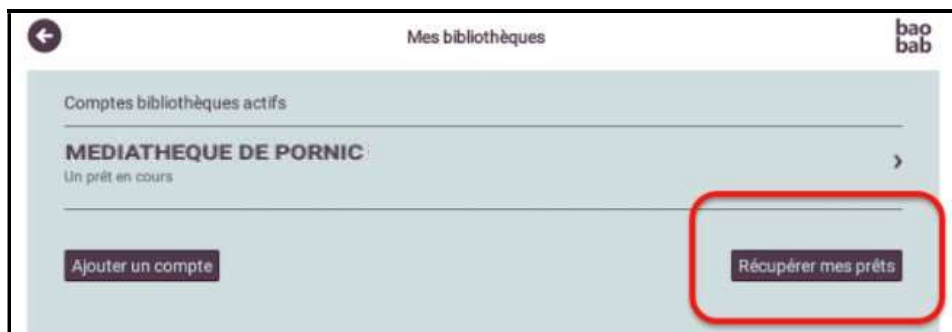 Mes bibliothèques
bao
bab
Comptes bibliothèques actifs
MEDIATHEQUE DE PORNIC
Un prêt en cours
Ajouter un compte
Récupérer mes prêts